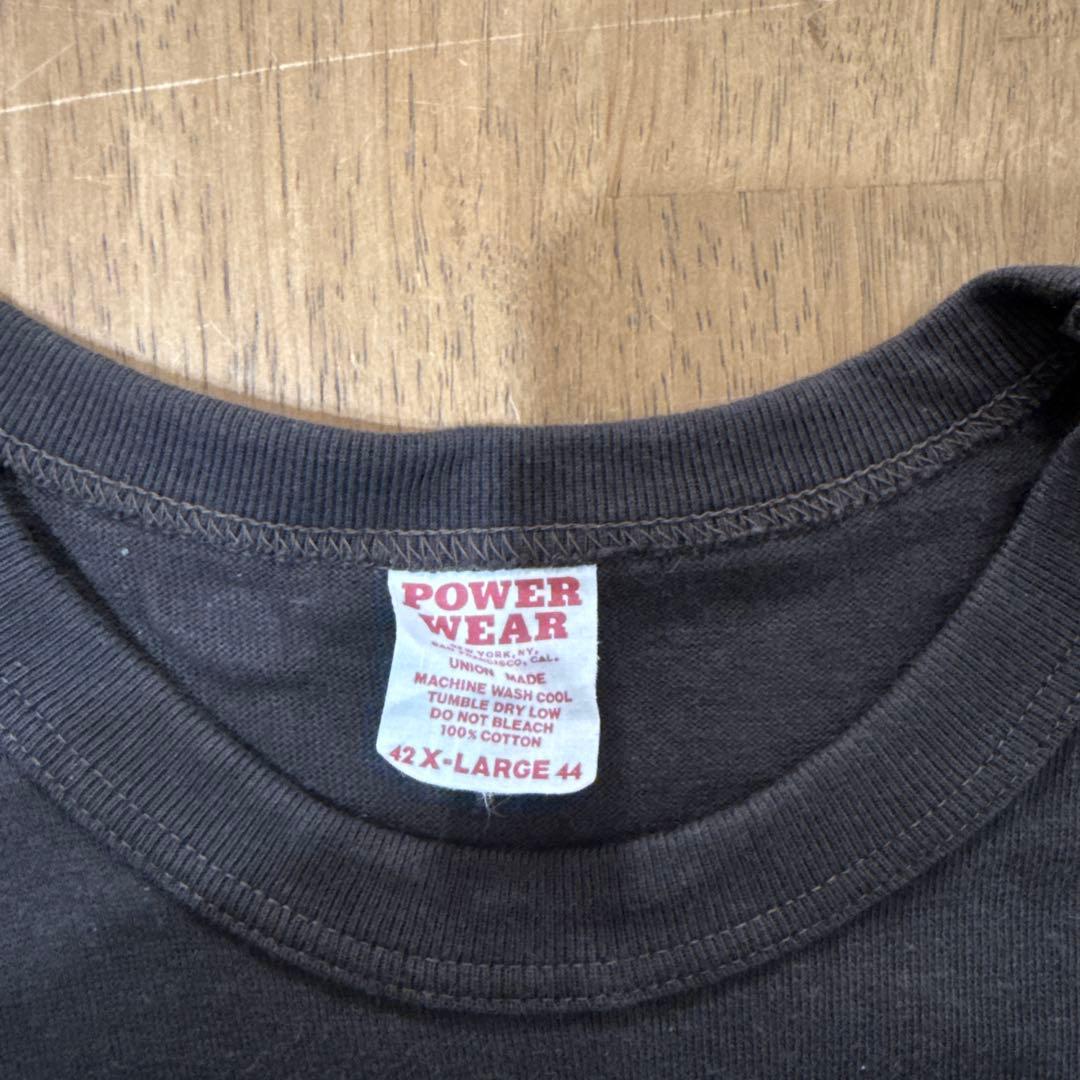 POWER
WEAR
NEW YORK, NY.
SAN FRANCISCO, CAL.
UNION MADE
MACHINE WASH COOL
TUMBLE DRY LOW
DO NOT BLEACH
100% COTTON
42 X-LARGE 44